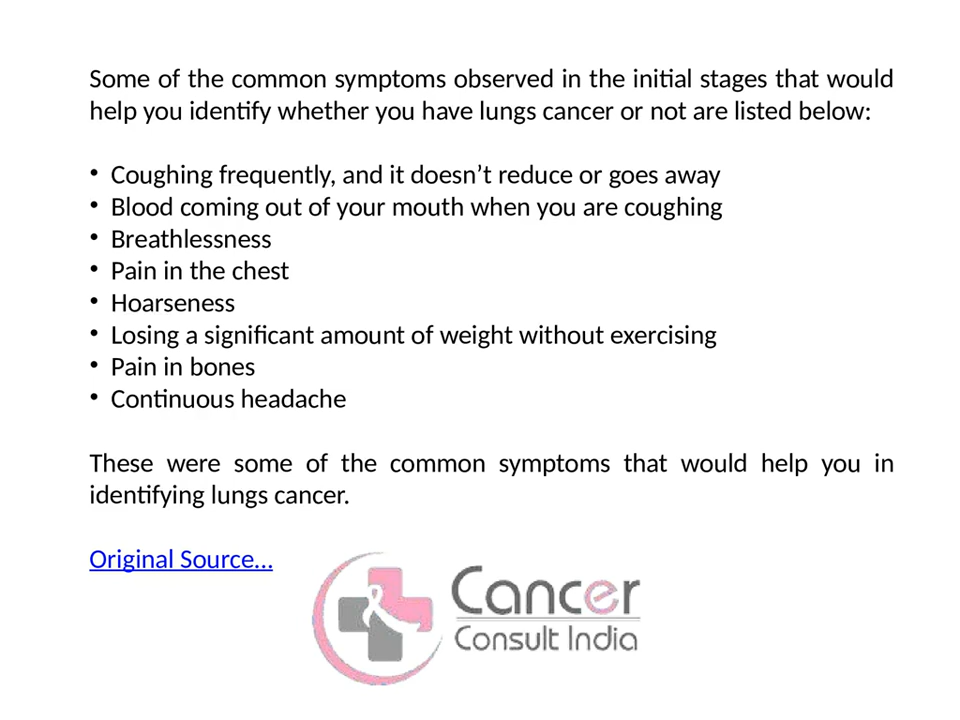 Some of the common symptoms observed in the initial stages that would
help you identify whether you have lungs cancer or not are listed below:
• Coughing frequently, and it doesn’t reduce or goes away
• Blood coming out of your mouth when you are coughing
• Breathlessness
• Pain in the chest
• Hoarseness
• Losing a significant amount of weight without exercising
• Pain in bones
• Continuous headache
These were some of the common symptoms that would help you in
identifying lungs cancer.
Original Source...
Cancer
Consult India